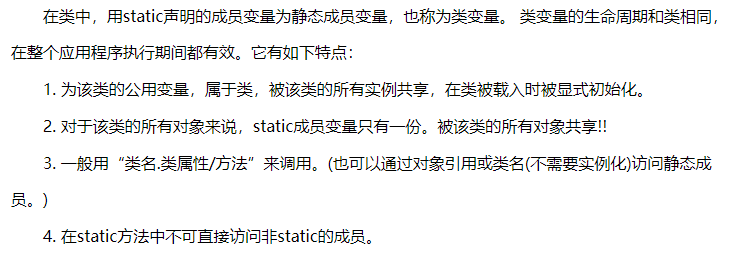 在类中，用static声明的成员变量为静态成员变量，也称为类变量。 类变量的生命周期和类相同，
在整个应用程序执行期间都有效。它有如下特点：
1. 为该类的公用变量，属于类，被该类的所有实例共享，在类被载入时被显式初始化。
2. 对于该类的所有对象来说，static成员变量只有一份。被该类的所有对象共享!!
3. 一般用“类名.类属性/方法”来调用。(也可以通过对象引用或类名(不需要实例化)访问静态成
员。)
4. 在static方法中不可直接访问非static的成员。